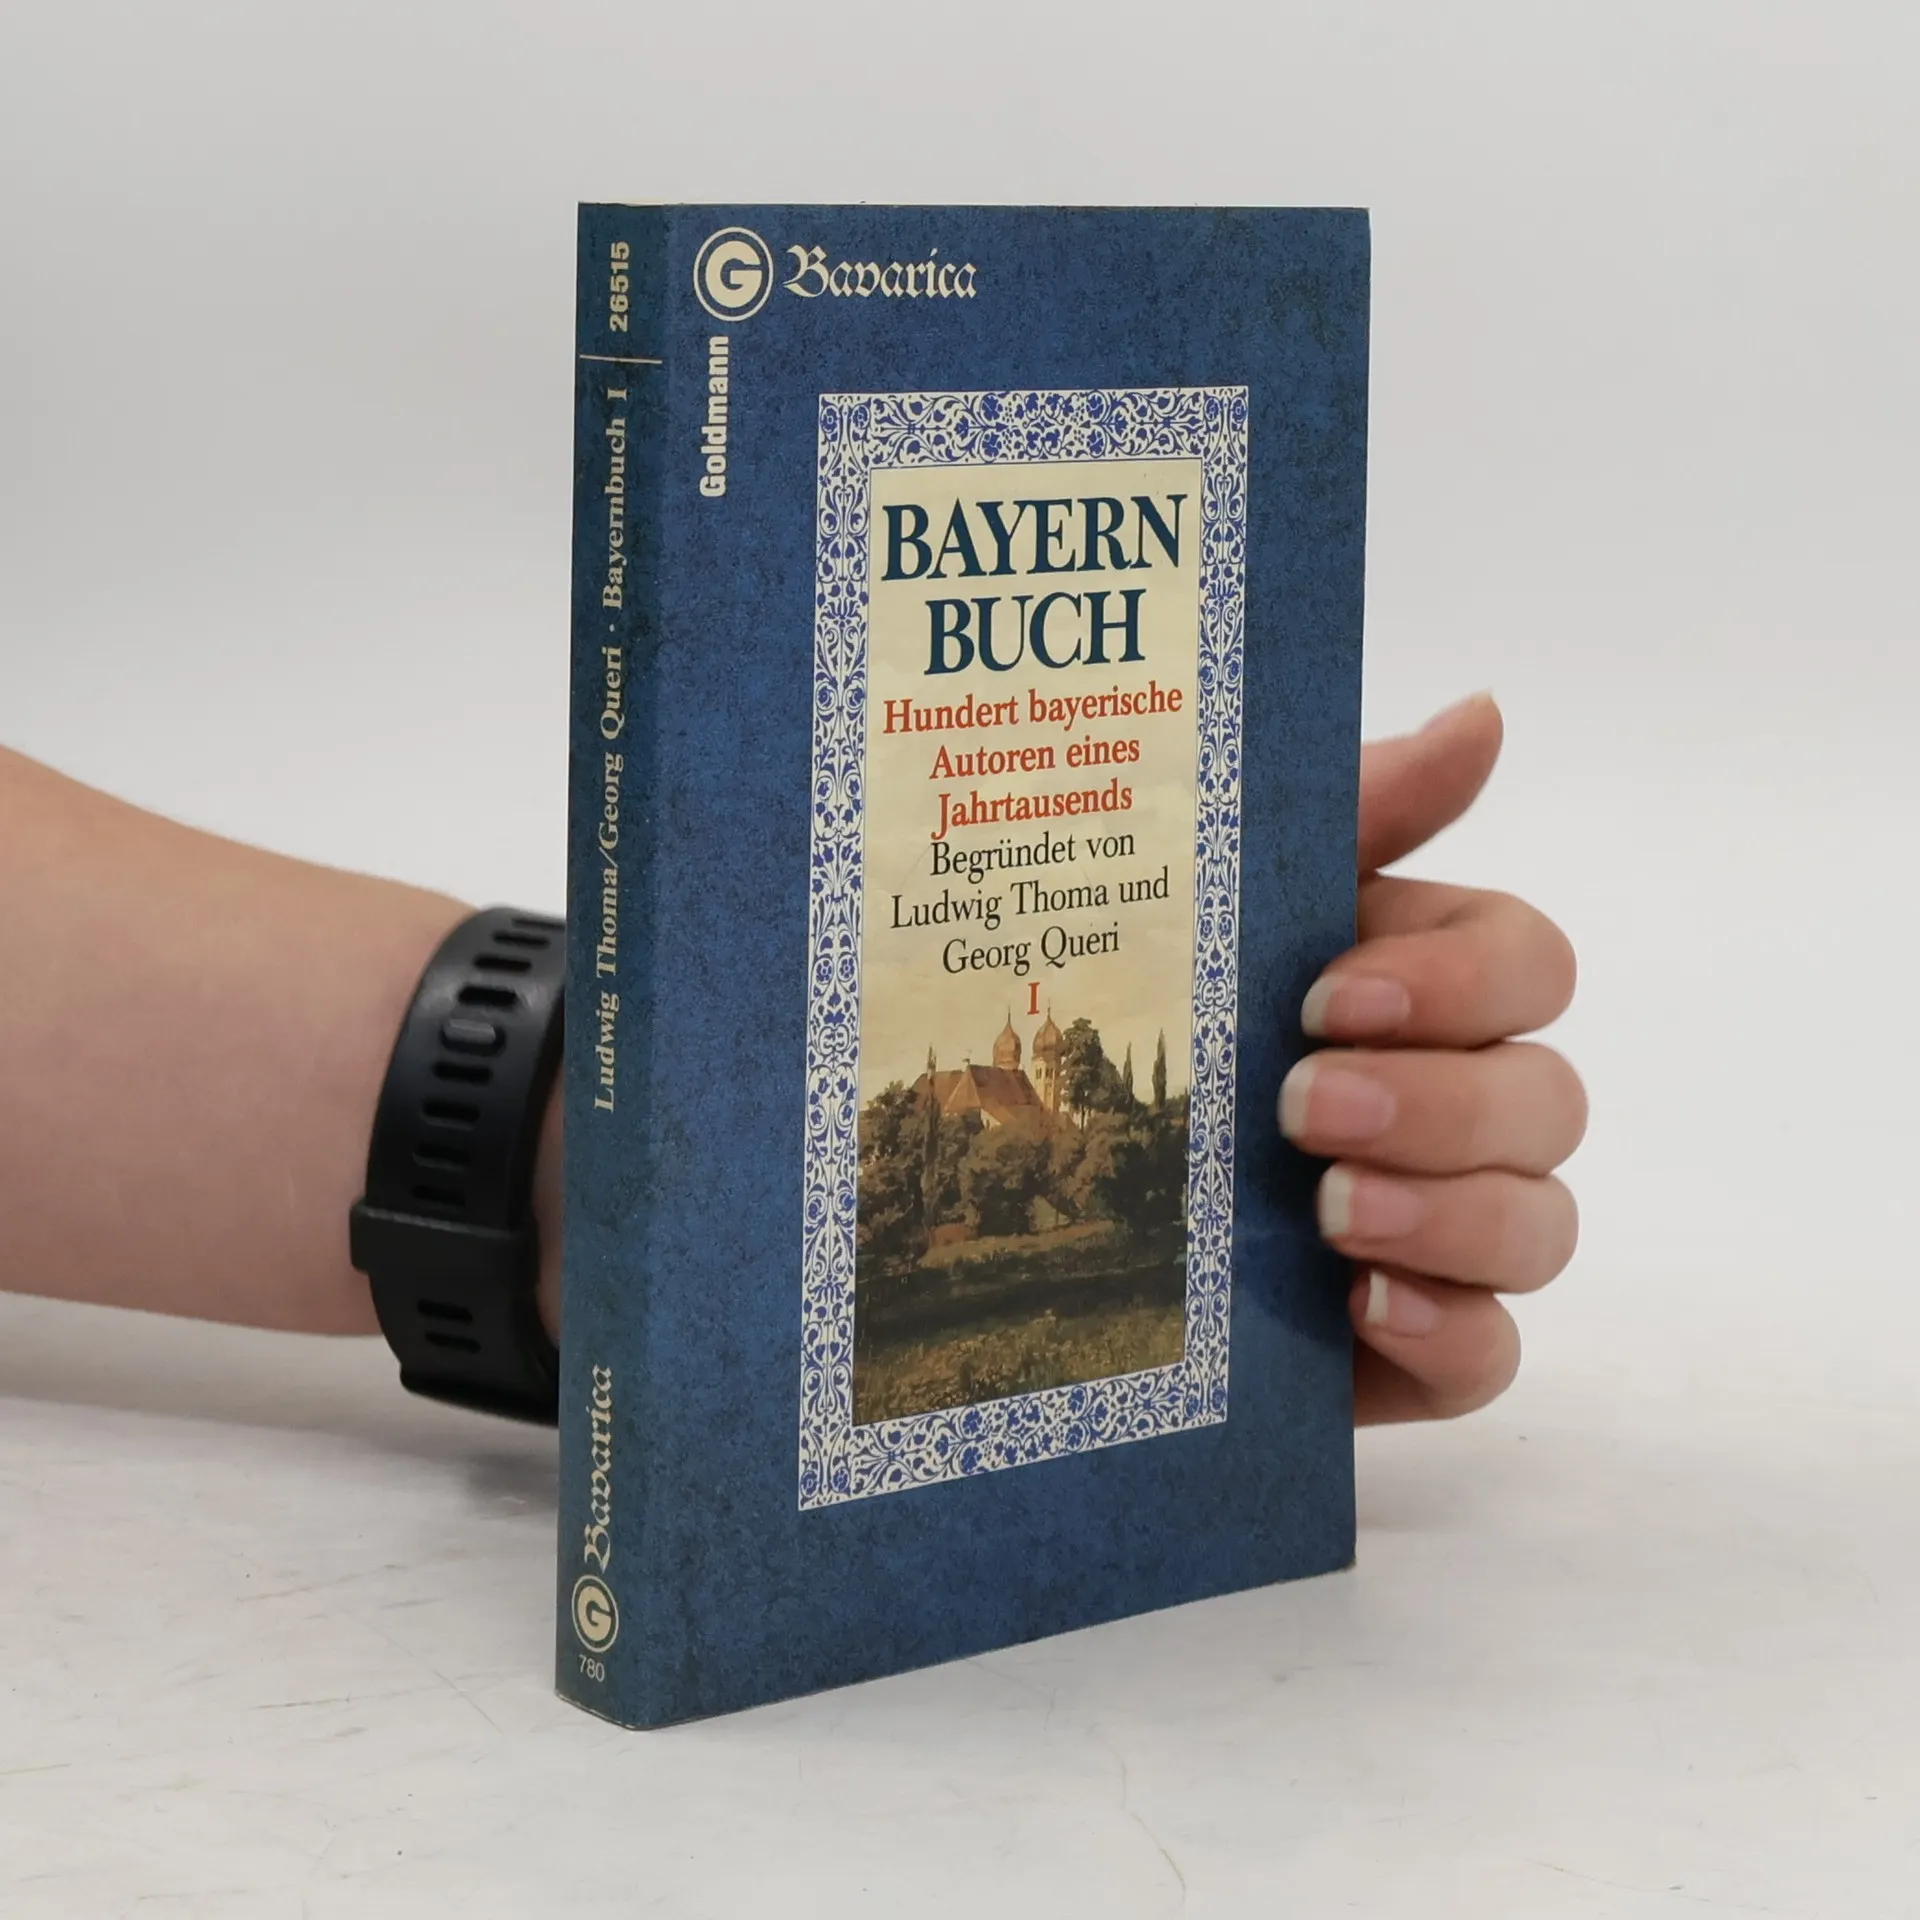 G Bavarica
Goldmann
BAYERN
BUCH
Hundert bayerische
Autoren eines
Jahrtausends
Begründet von
Ludwig Thoma und
Georg Queri
I
26515
Ludwig Thoma/Georg Queri · Bayernbuch I
G Bavarica
780